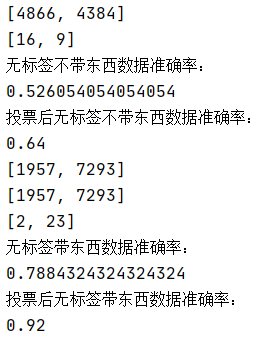 [4866, 4384]
[16, 9]
无标签不带东西数据准确率：
0.526054054054054
投票后无标签不带东西数据准确率：
0.64
[1957, 7293]
[1957, 7293]
[2, 23]
无标签带东西数据准确率：
0.7884324324324324
投票后无标签带东西数据准确率：
0.92